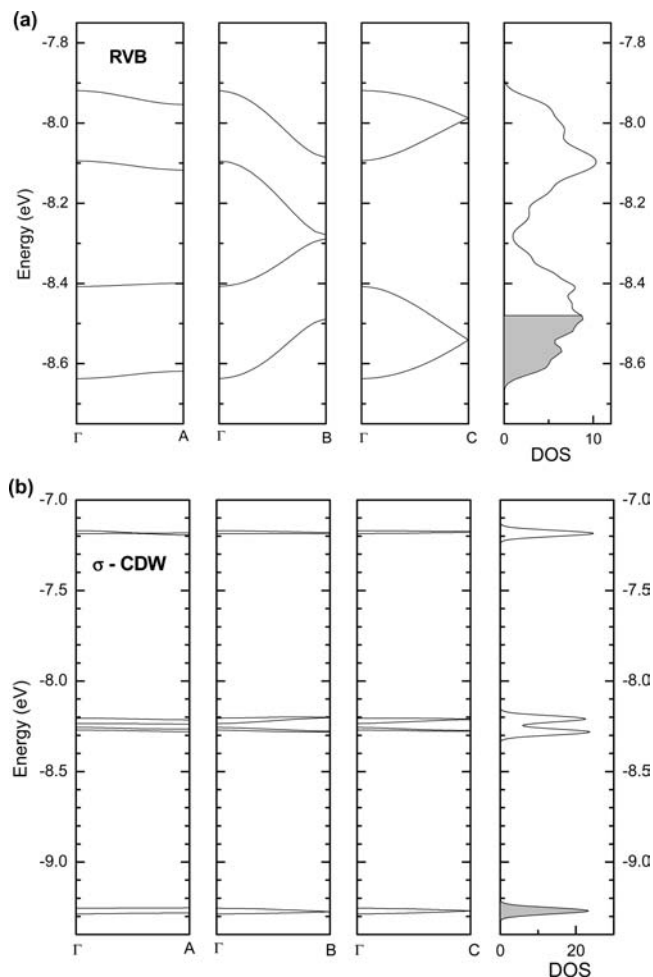 (a)
-7.8
-8.0
-8.2
-8.4
-8.6
Energy (eV)
RVB
-7.8
-8.0
-8.2
-8.4
-8.6
Γ A Γ B Γ C 0 10
DOS
(b)
-7.0
-7.5
-8.0
-8.5
-9.0
Energy (eV)
σ - CDW
-7.0
-7.5
-8.0
-8.5
-9.0
Γ A Γ B Γ C 0 20
DOS